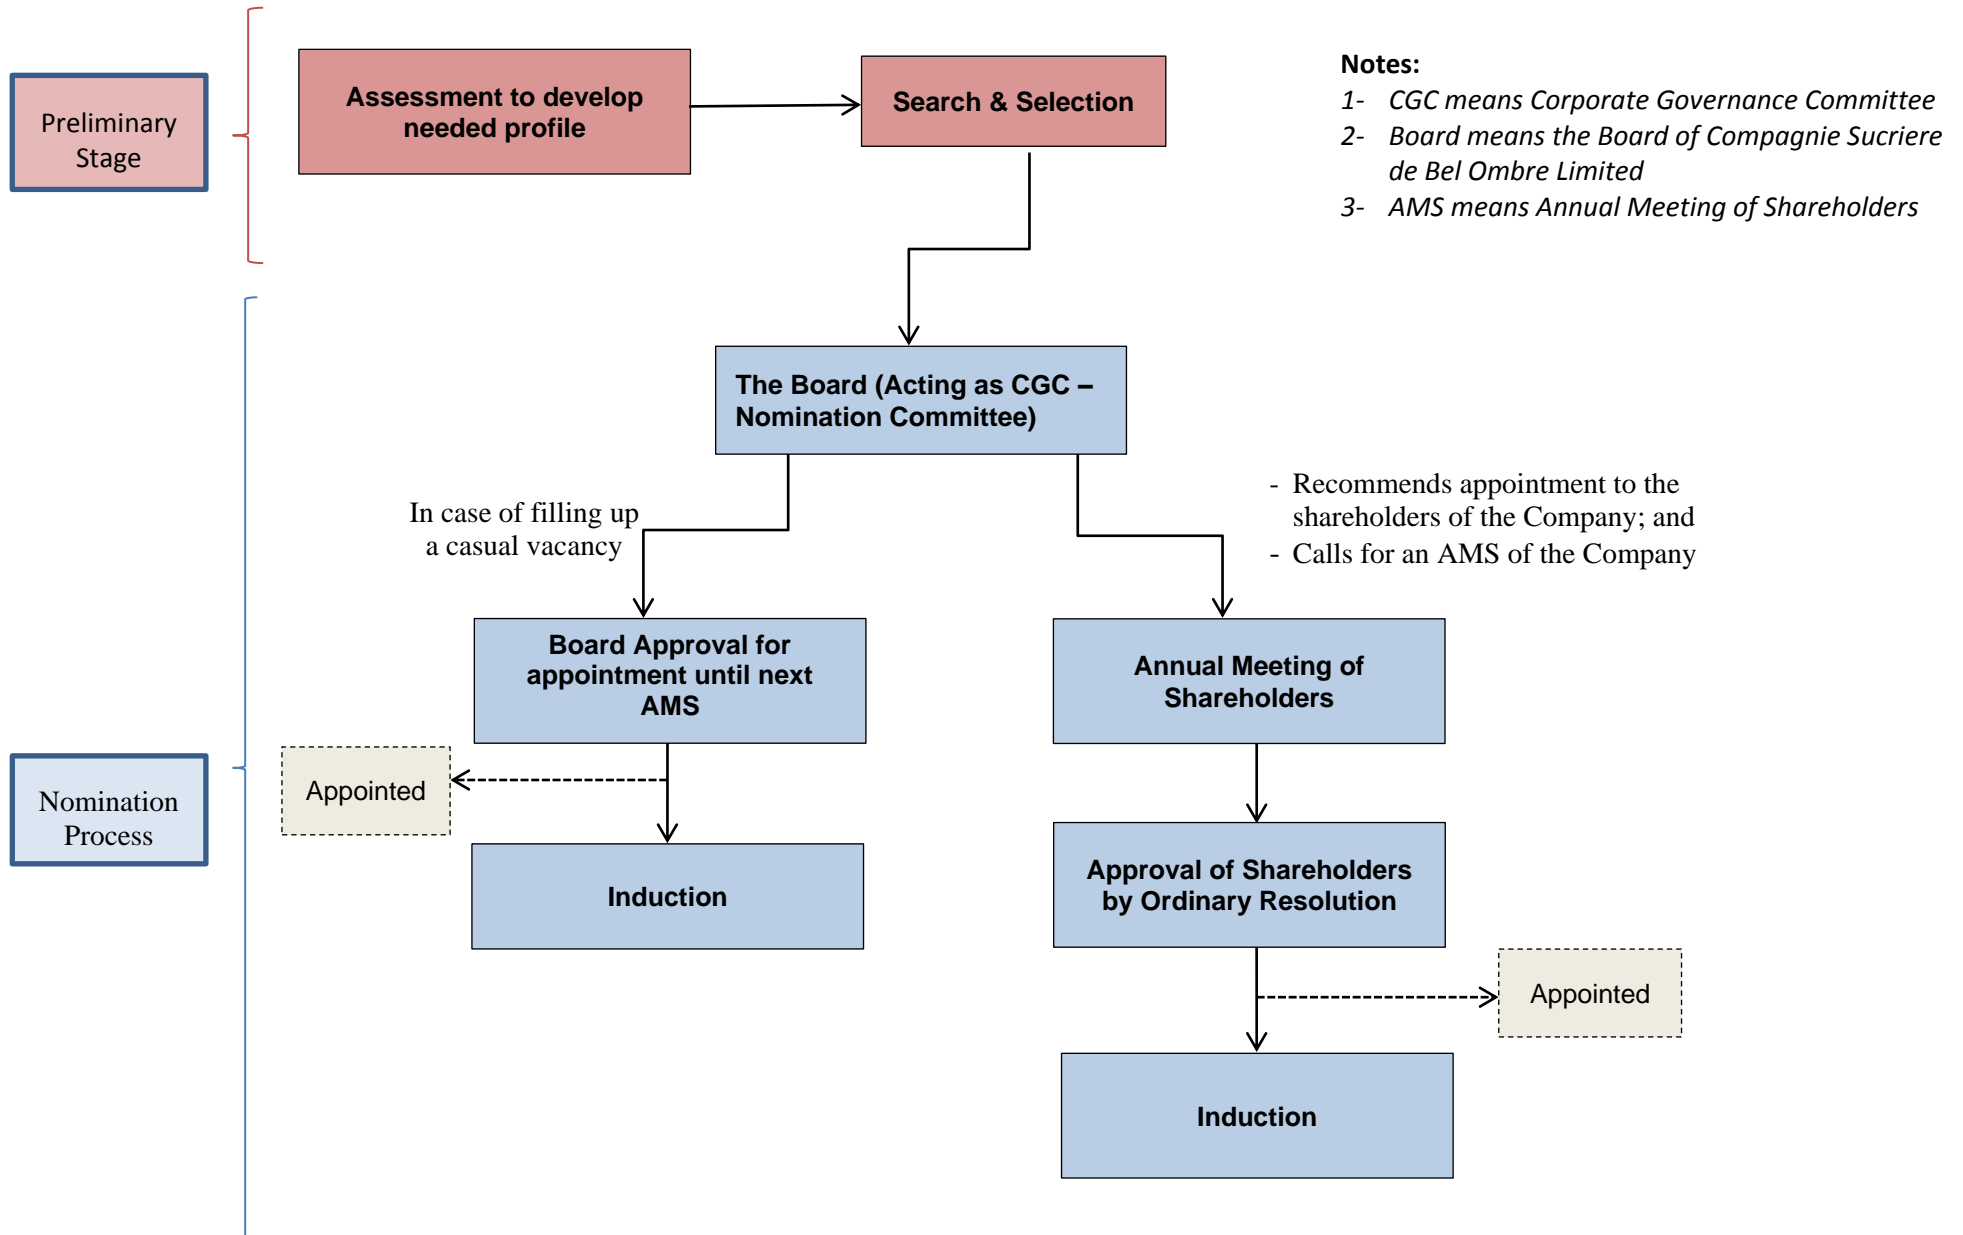 Preliminary
Stage
Assessment to develop
needed profile
Search & Selection
Notes:
1- CGC means Corporate Governance Committee
2- Board means the Board of Compagnie Sucriere
de Bel Ombre Limited
3- AMS means Annual Meeting of Shareholders
The Board (Acting as CGC –
Nomination Committee)
In case of filling up
a casual vacancy
- Recommends appointment to the
shareholders of the Company; and
- Calls for an AMS of the Company
Board Approval for
appointment until next
AMS
Annual Meeting of
Shareholders
Nomination
Process
Appointed
Induction
Approval of Shareholders
by Ordinary Resolution
Appointed
Induction